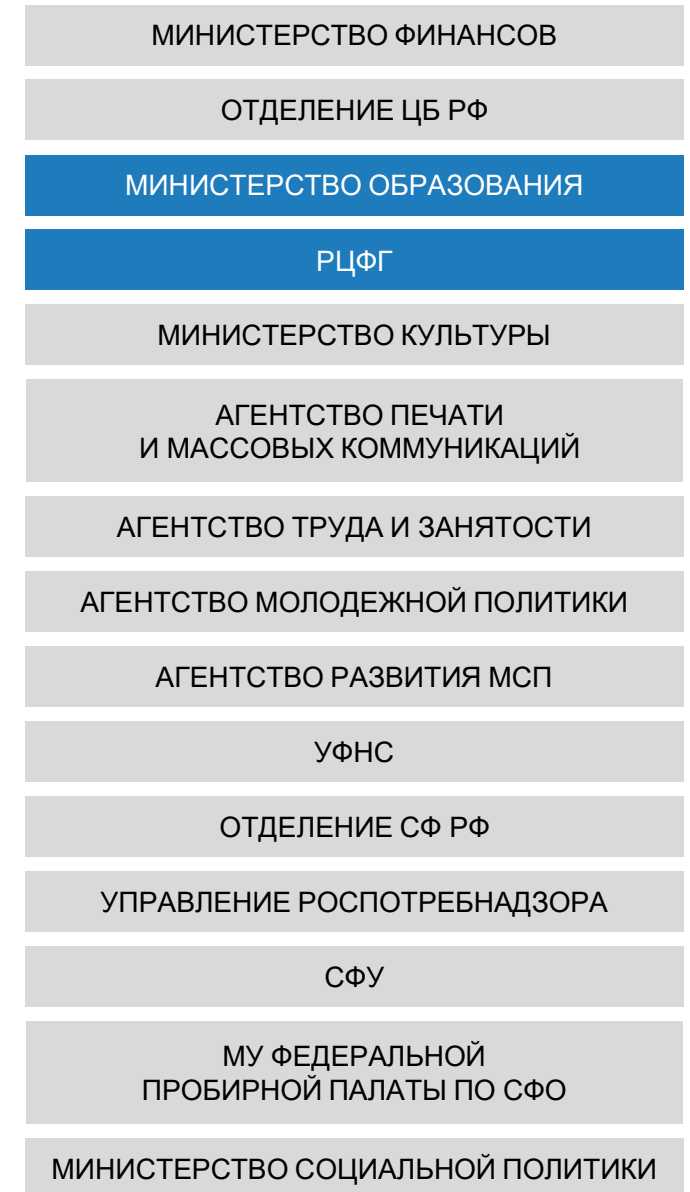 МИНИСТЕРСТВО ФИНАНСОВ
ОТДЕЛЕНИЕ ЦБ РФ
МИНИСТЕРСТВО ОБРАЗОВАНИЯ
РЦФГ
МИНИСТЕРСТВО КУЛЬТУРЫ
АГЕНТСТВО ПЕЧАТИ
И МАССОВЫХ КОММУНИКАЦИЙ
АГЕНТСТВО ТРУДА И ЗАНЯТОСТИ
АГЕНТСТВО МОЛОДЕЖНОЙ ПОЛИТИКИ
АГЕНТСТВО РАЗВИТИЯ МСП
УФНС
ОТДЕЛЕНИЕ СФ РФ
УПРАВЛЕНИЕ РОСПОТРЕБНАДЗОРА
СФУ
МУ ФЕДЕРАЛЬНОЙ
ПРОБИРНОЙ ПАЛАТЫ ПО СФО
МИНИСТЕРСТВО СОЦИАЛЬНОЙ ПОЛИТИКИ